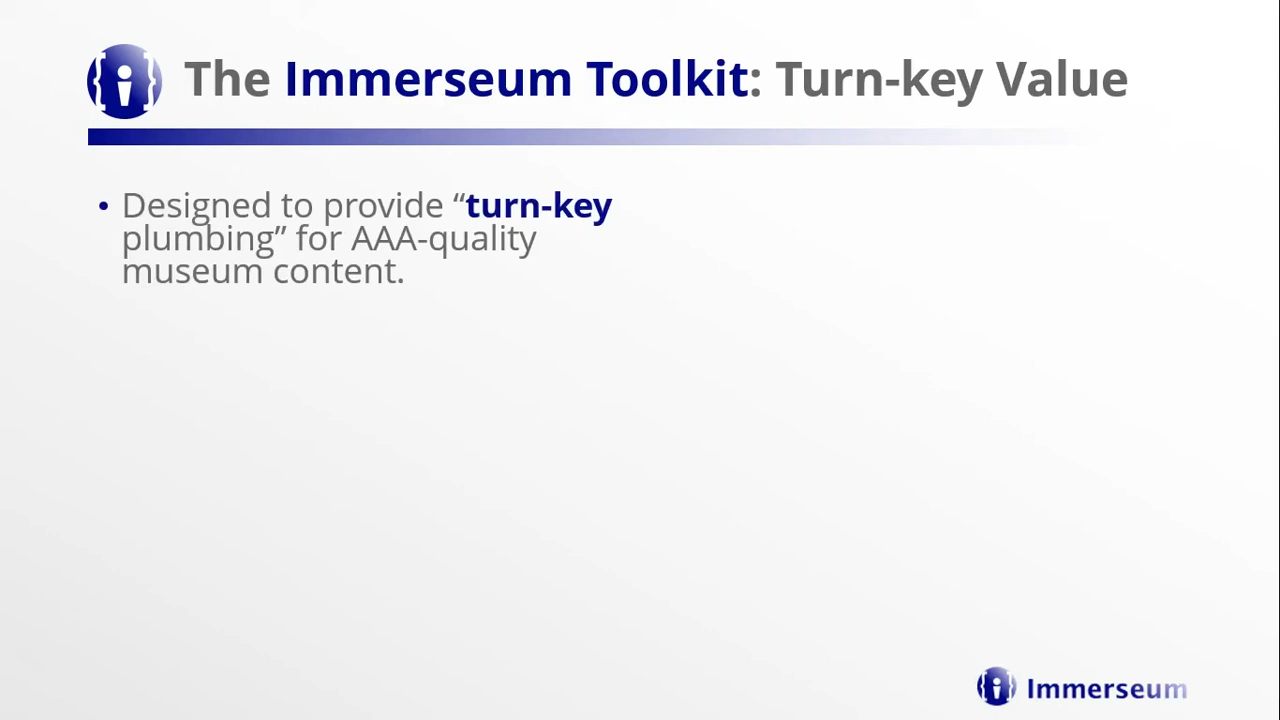 The Immerseum Toolkit: Turn-key Value
• Designed to provide “turn-key
plumbing” for AAA-quality
museum content.
Immerseum